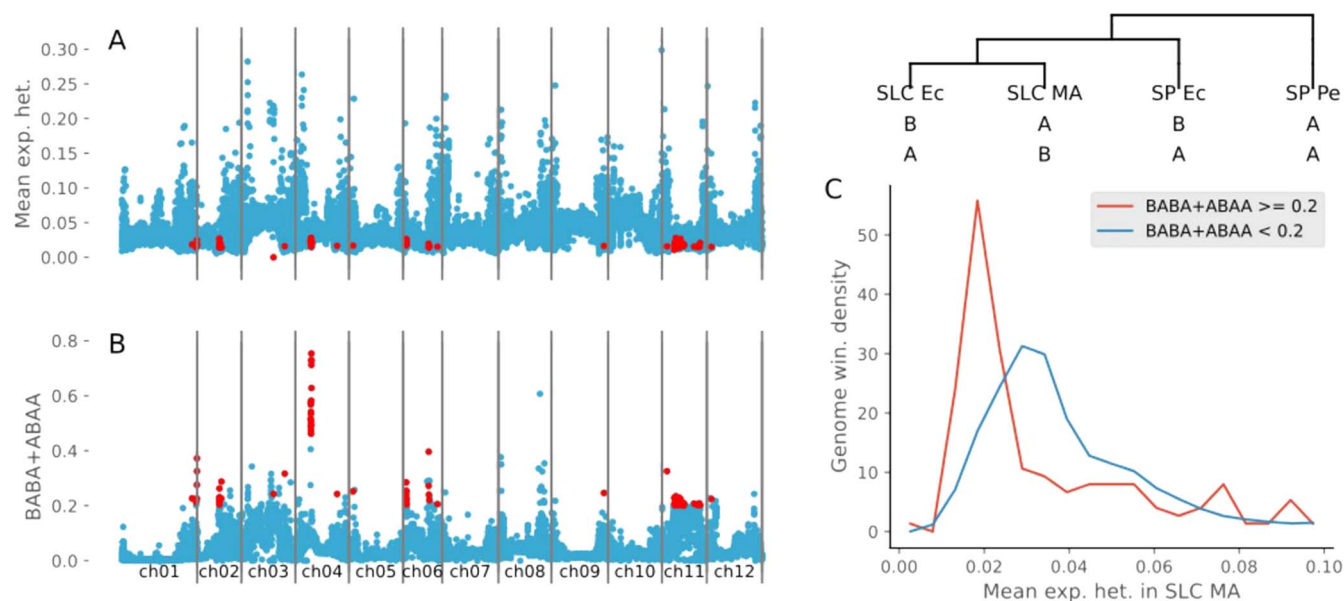 A
Mean exp. het.
0.30
0.25
0.20
0.15
0.10
0.05
0.00
B
BABA+ABAA
0.8
0.6
0.4
0.2
0.0
ch01 ch02 ch03 ch04 ch05 ch06 ch07 ch08 ch09 ch10 ch11 ch12
SLC Ec SLC MA SP Ec SP Pe
B A B A
A B A A
C
BABA+ABAA >= 0.2
BABA+ABAA < 0.2
Genome win. density
50
40
30
20
10
0
0.00 0.02 0.04 0.06 0.08 0.10
Mean exp. het. in SLC MA